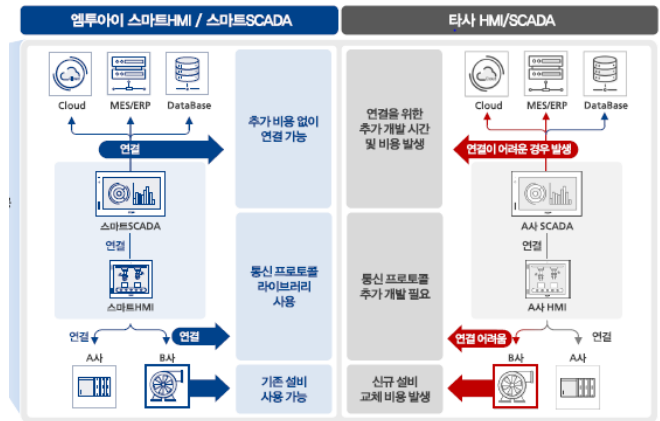 엠투아이 스마트HMI / 스마트SCADA
Cloud
MES/ERP
DataBase
연결
스마트SCADA
연결
스마트HMI
연결
연결
A사
B사
추가 비용 없이
연결 가능
통신 프로토콜
라이브러리
사용
기존 설비
사용 가능
타사 HMI/SCADA
연결을 위한
추가 개발 시간
및 비용 발생
통신 프로토콜
추가 개발 필요
신규 설비
교체 비용 발생
Cloud
MES/ERP
DataBase
연결이 어려운 경우 발생
A사 SCADA
연결
A사 HMI
연결 어려움
연결
B사
A사